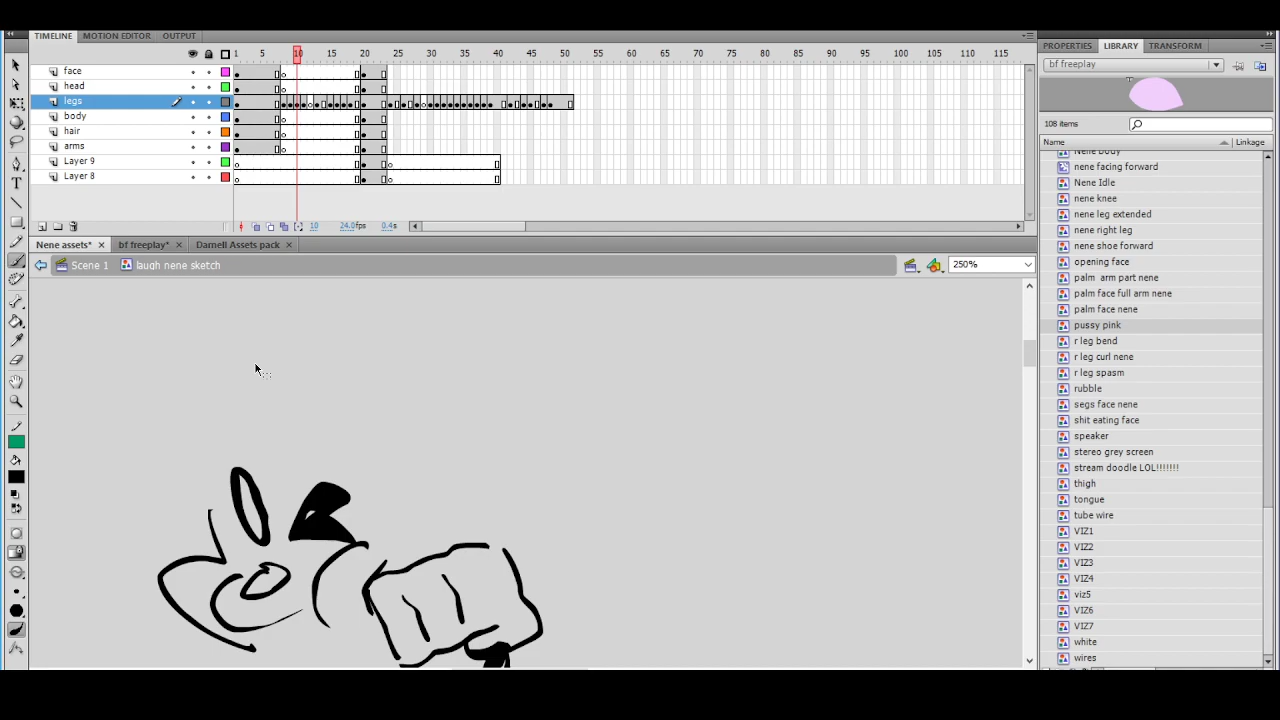 TIMELINE MOTION EDITOR OUTPUT
PROPERTIES LIBRARY TRANSFORM
1 5 10 15 20 25 30 35 40 45 50 55 60 65 70 75 80 85 90 95 100 105 110 115
bf freeplay
face
head
legs
body
hair
arms
Layer 9
Layer 8
108 items
Name Linkage
10 24.0fps 0.4s
Nene assets* bf freeplay* Darnell Assets pack
Scene 1 laugh nene sketch 250%
Nene Body
nene facing forward
Nene Idle
nene knee
nene leg extended
nene right leg
nene shoe forward
opening face
palm arm part nene
palm face full arm nene
palm face nene
pussy pink
r leg bend
r leg curl nene
r leg spasm
rubble
segs face nene
shit eating face
speaker
stereo grey screen
stream doodle LOL!!!!!!!
thigh
tongue
tube wire
VIZ1
VIZ2
VIZ3
VIZ4
viz5
VIZ6
VIZ7
white
wires
T